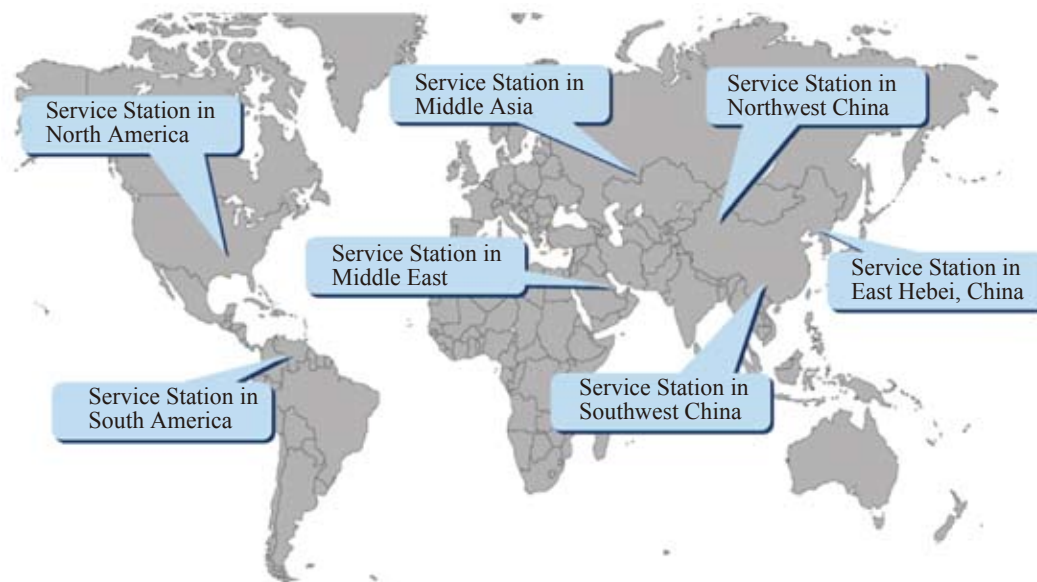 Service Station in
North America
Service Station in
Middle Asia
Service Station in
Northwest China
Service Station in
Middle East
Service Station in
East Hebei, China
Service Station in
South America
Service Station in
Southwest China